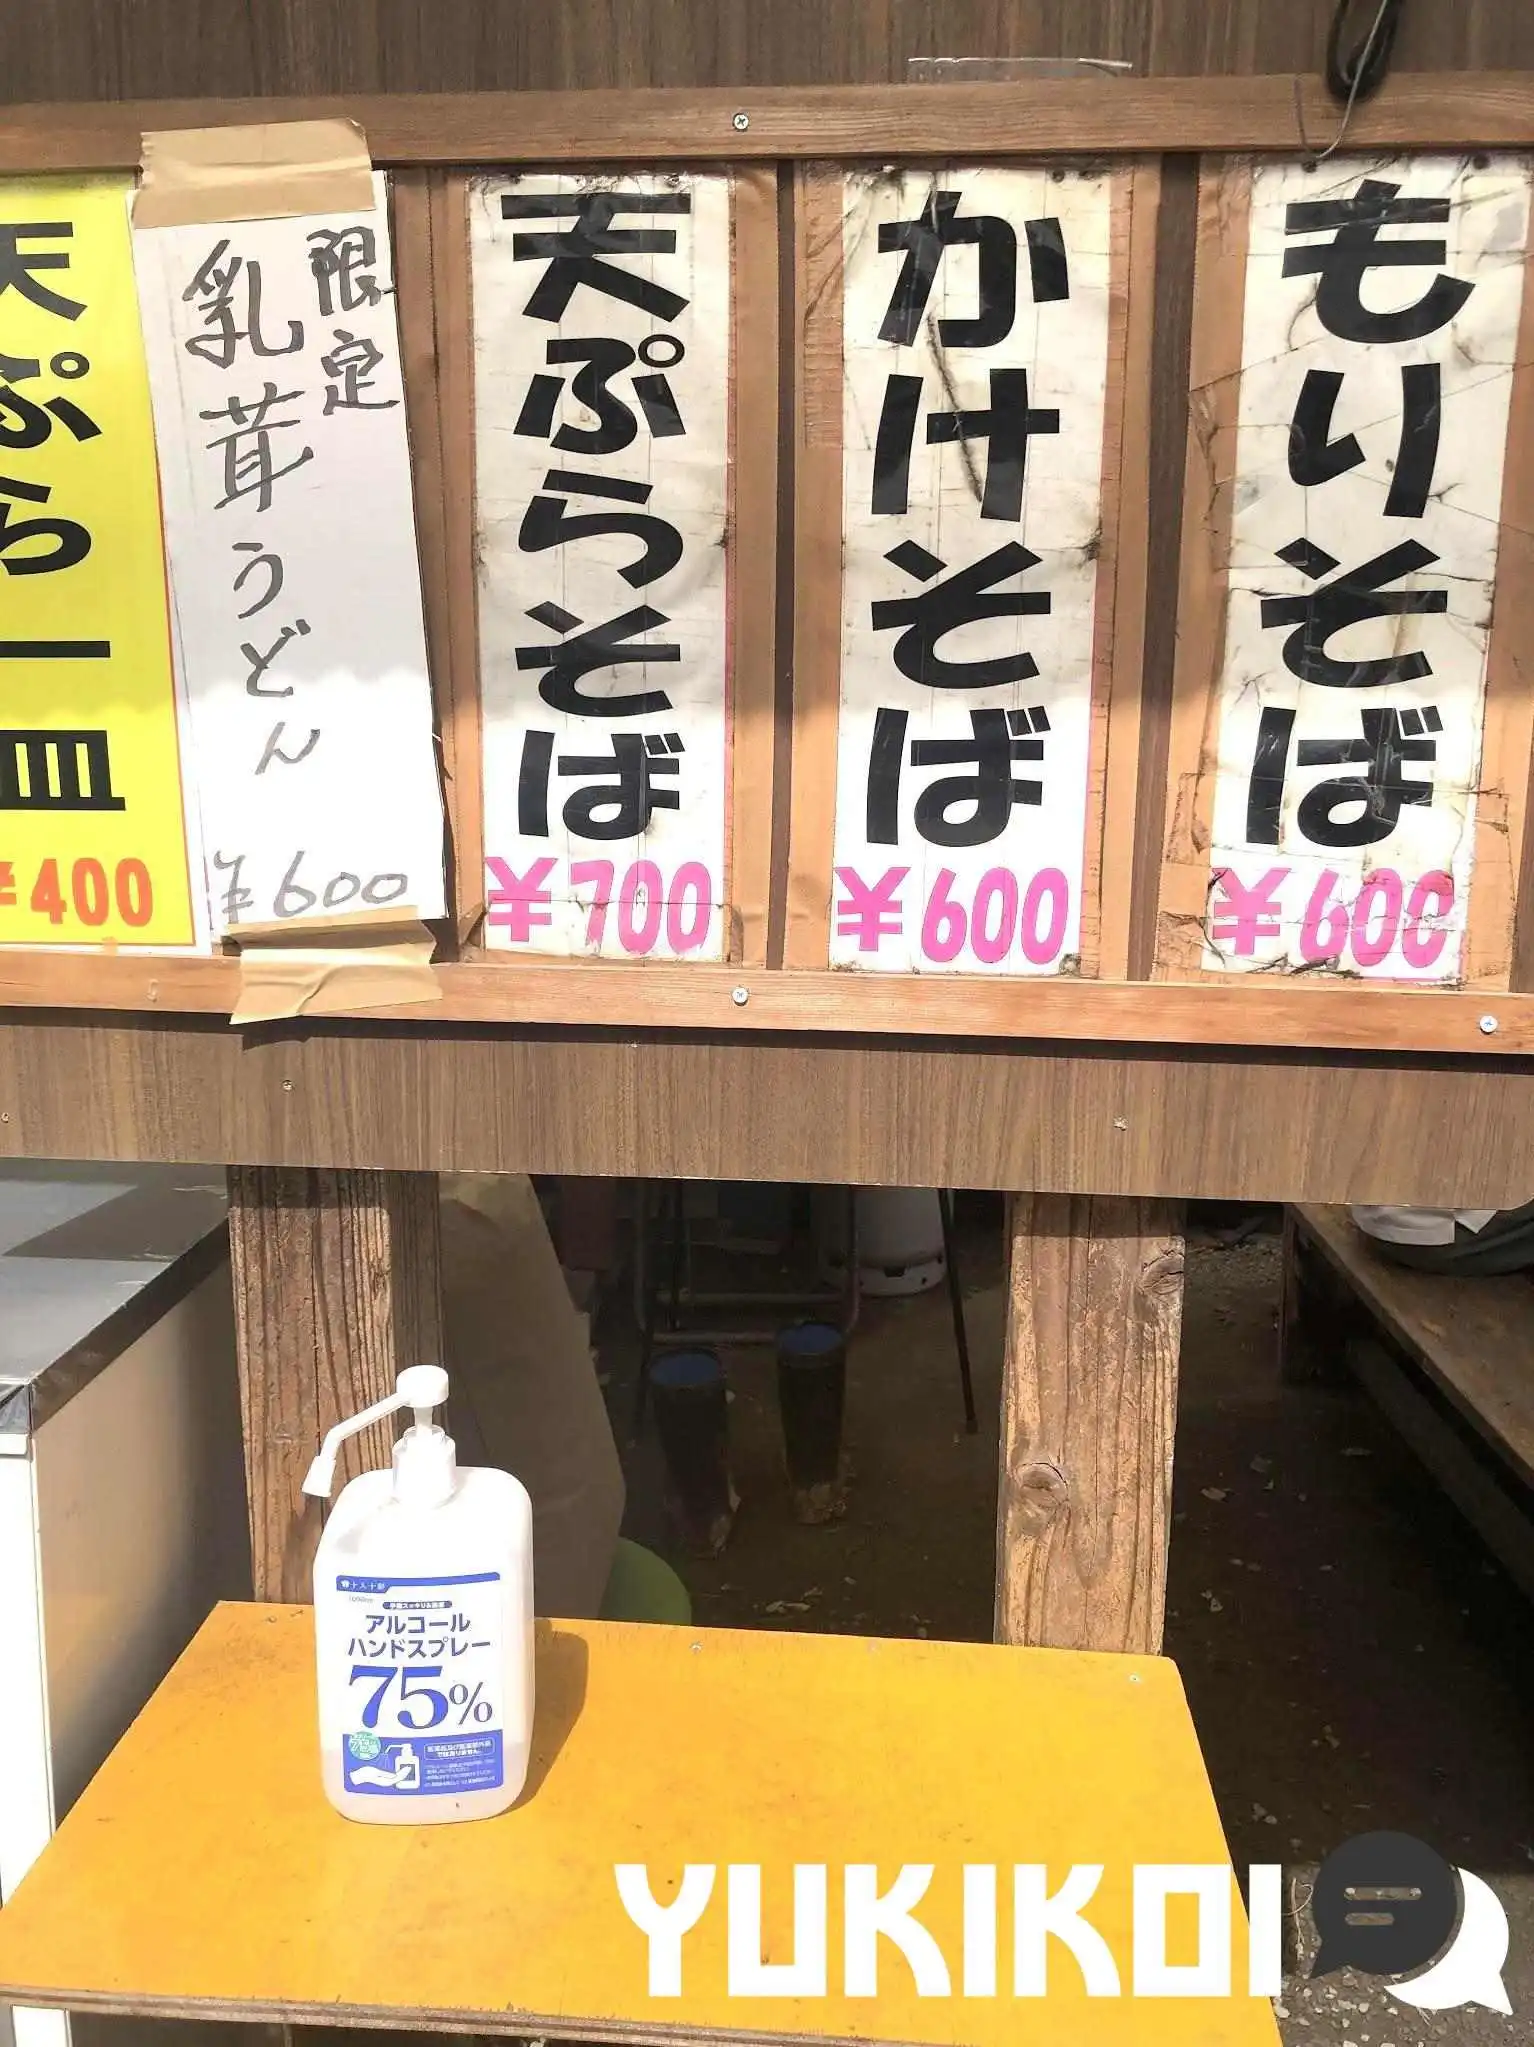 もりそば
¥600
かけそば
¥600
天ぷらそば
¥700
限定
乳茸うどん
¥600
天ぷら一皿
¥400
アルコール
ハンドスプレー
75%
YUKIKOI